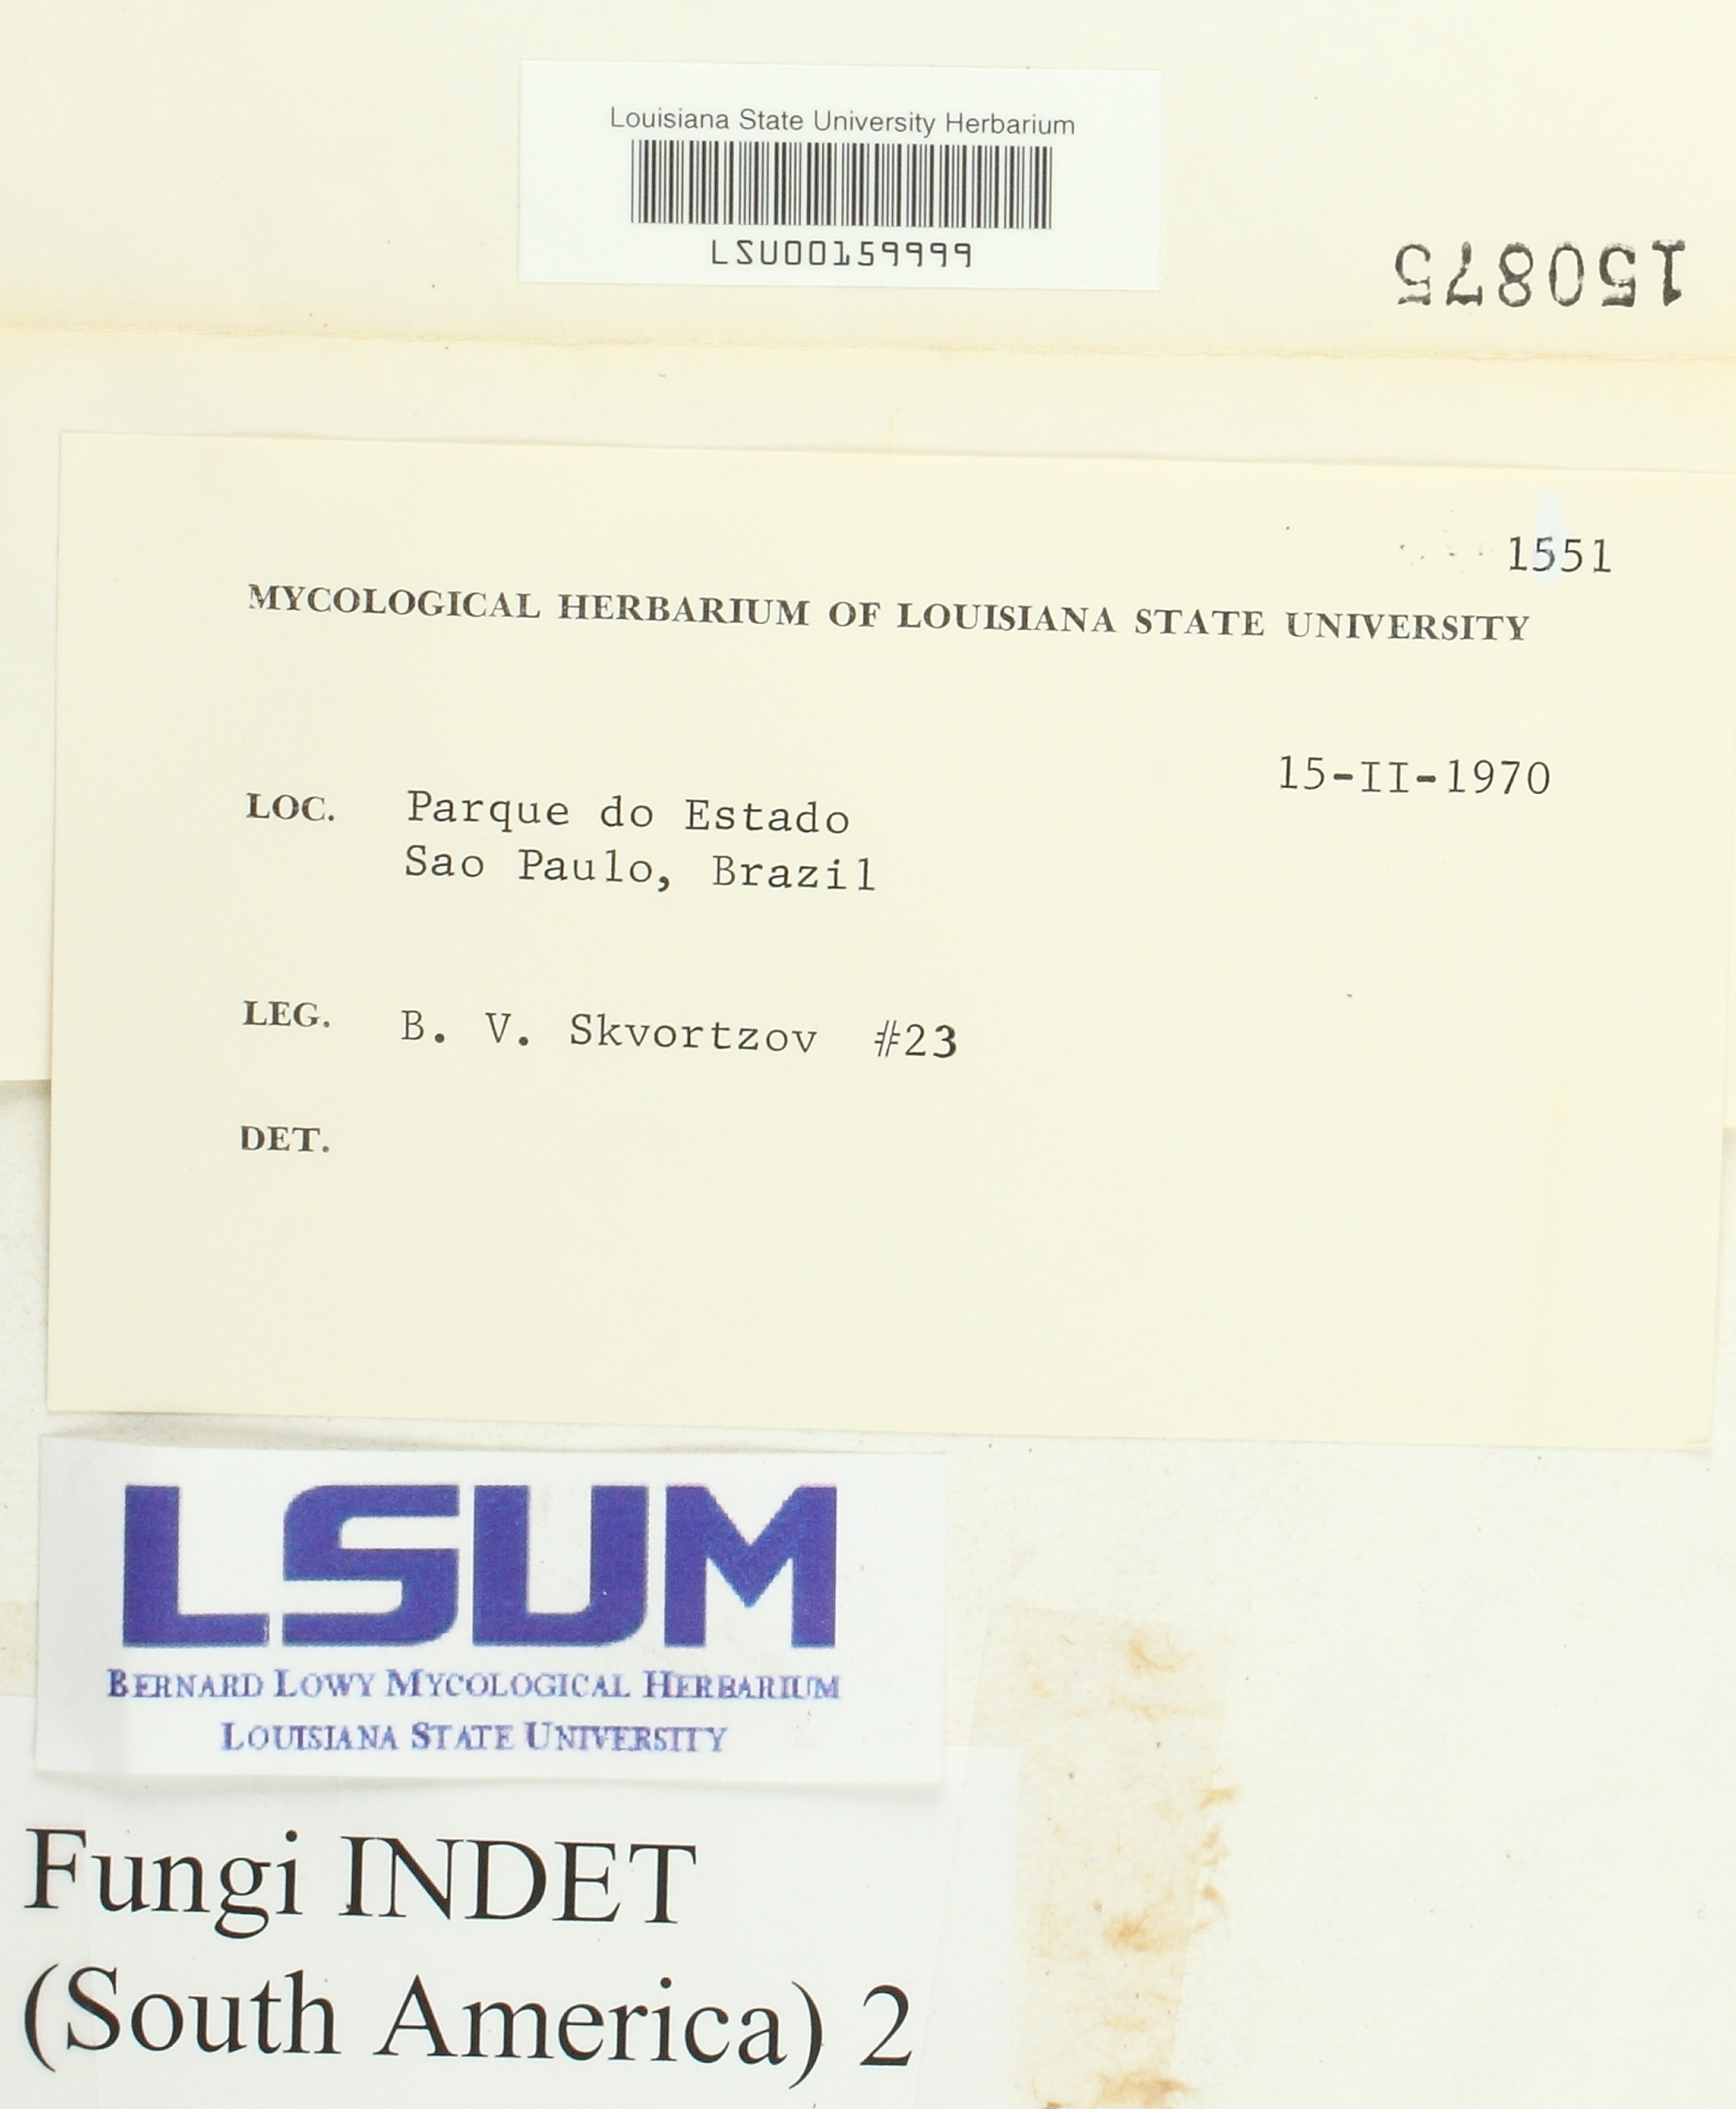 Louisiana State University Herbarium
LSU00159999
150875
1551
MYCOLOGICAL HERBARIUM OF LOUISIANA STATE UNIVERSITY
15-II-1970
LOC. Parque do Estado
Sao Paulo, Brazil
LEG. B. V. Skvortzov #23
DET.
LSUM
BERNARD LOWY MYCOLOGICAL HERBARIUM
LOUISIANA STATE UNIVERSITY
Fungi INDET
(South America) 2